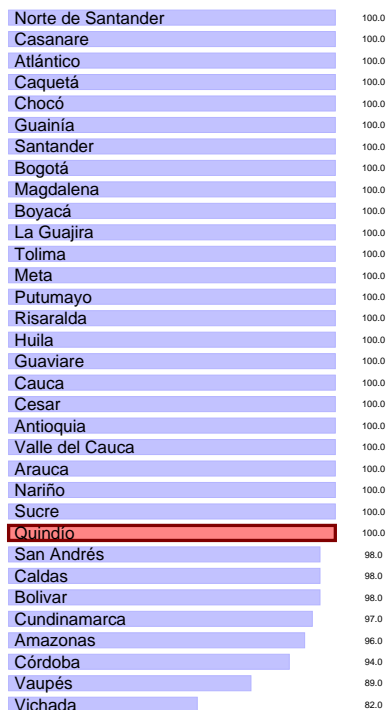 Norte de Santander 100.0
Casanare 100.0
Atlántico 100.0
Caquetá 100.0
Chocó 100.0
Guainía 100.0
Santander 100.0
Bogotá 100.0
Magdalena 100.0
Boyacá 100.0
La Guajira 100.0
Tolima 100.0
Meta 100.0
Putumayo 100.0
Risaralda 100.0
Huila 100.0
Guaviare 100.0
Cauca 100.0
Cesar 100.0
Antioquia 100.0
Valle del Cauca 100.0
Arauca 100.0
Nariño 100.0
Sucre 100.0
Quindío 100.0
San Andrés 98.0
Caldas 98.0
Bolivar 98.0
Cundinamarca 97.0
Amazonas 96.0
Córdoba 94.0
Vaupés 89.0
Vichada 82.0